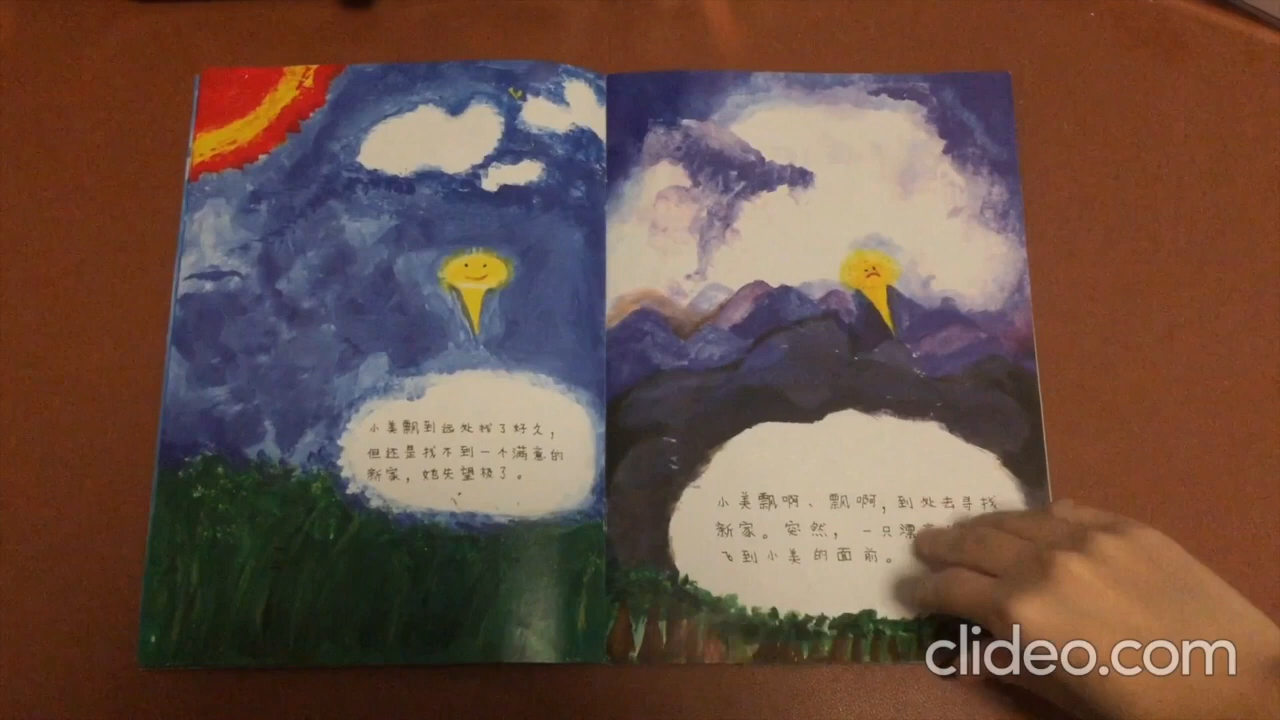 小美飘到远处找了好久，
但还是找不到一个满意的
新家，她失望极了。
小美飘啊、飘啊，到处去寻找
新家。突然，一只漂
飞到小美的面前。
clideo.com